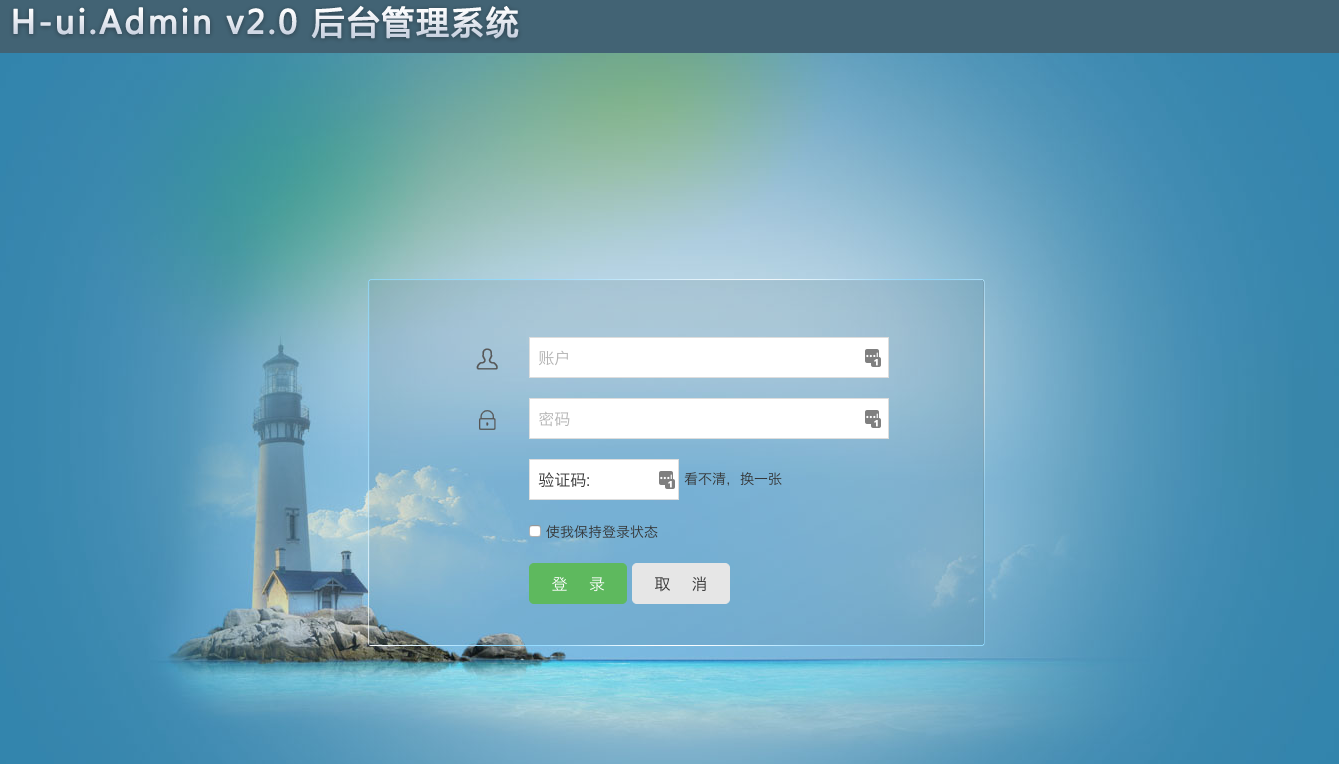 H-ui.Admin v2.0 后台管理系统
账户
密码
验证码: 看不清，换一张
使我保持登录状态
登 录 取 消